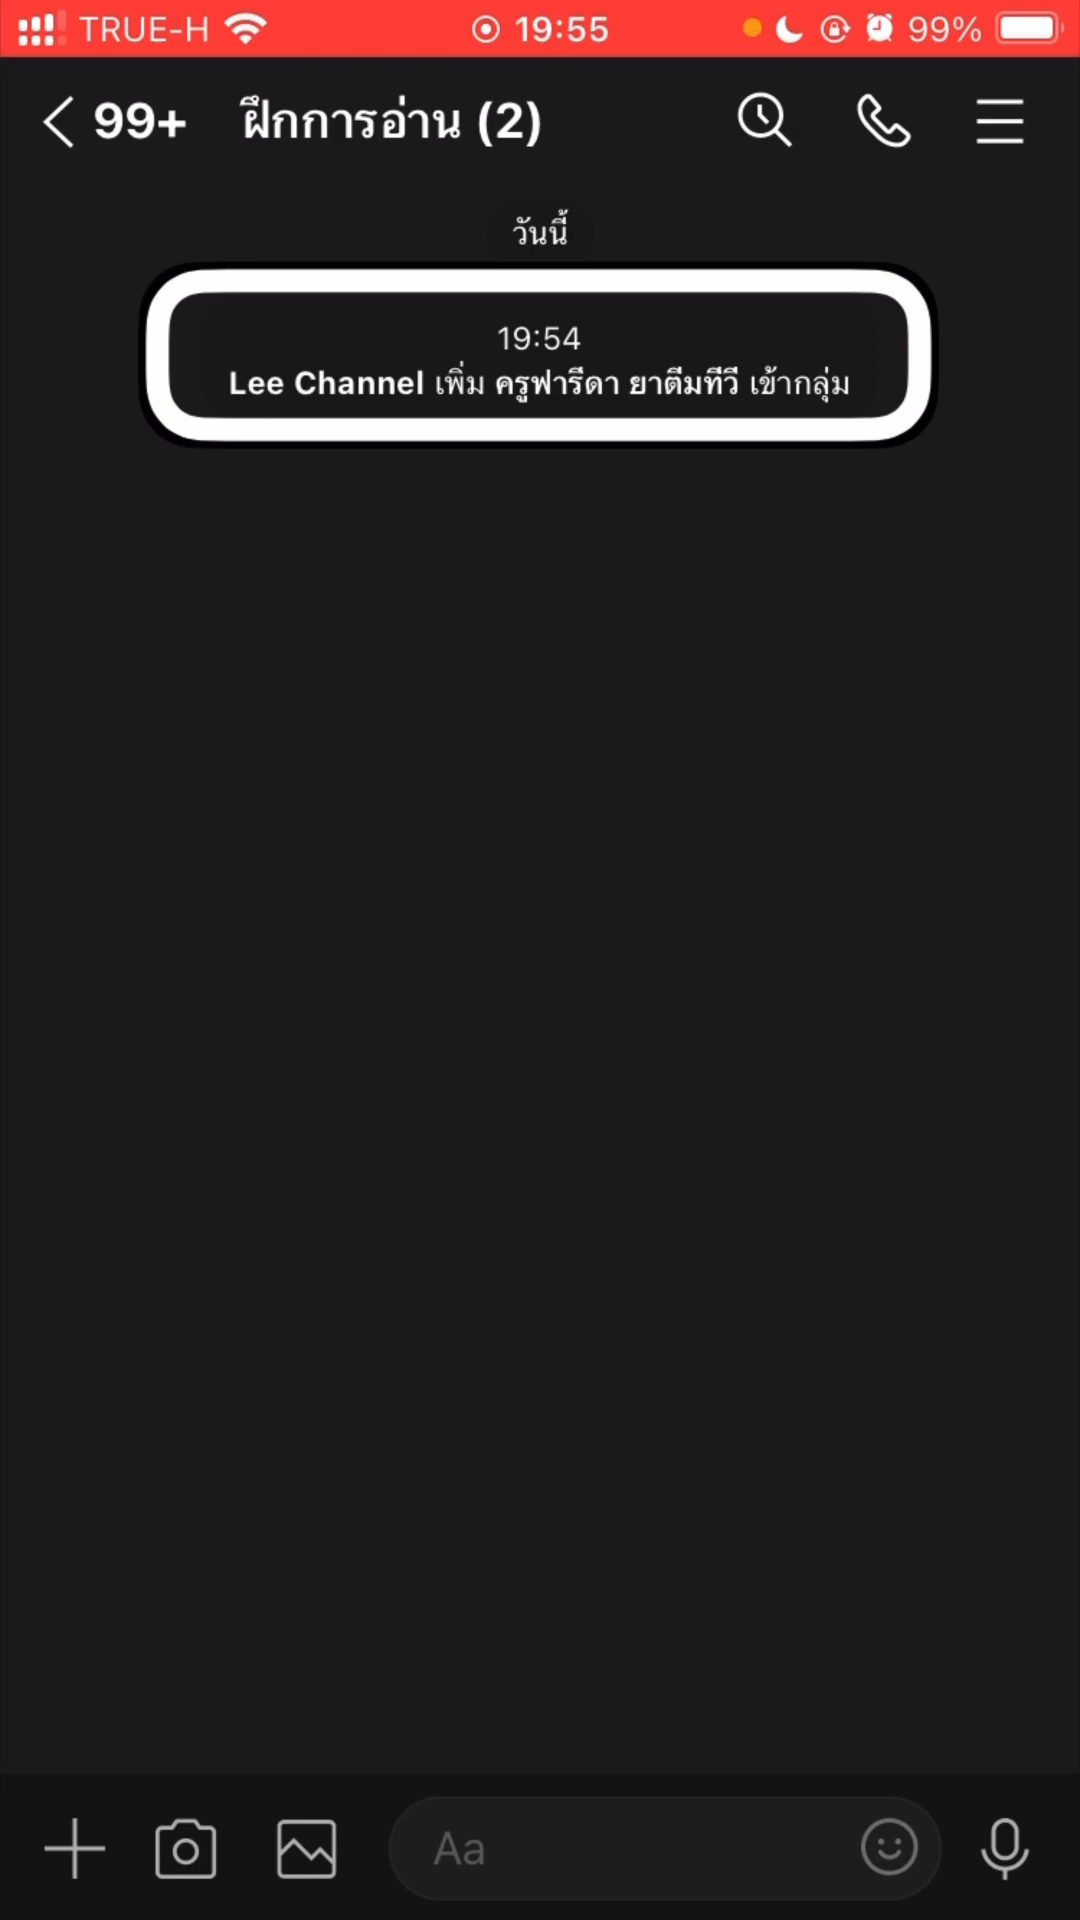 TRUE-H 19:55 99%
99+ ฝึกการอ่าน (2)
วันนี้
19:54
Lee Channel เพิ่ม ครูฟารีดา ยาตีมทีวี เข้ากลุ่ม
Aa